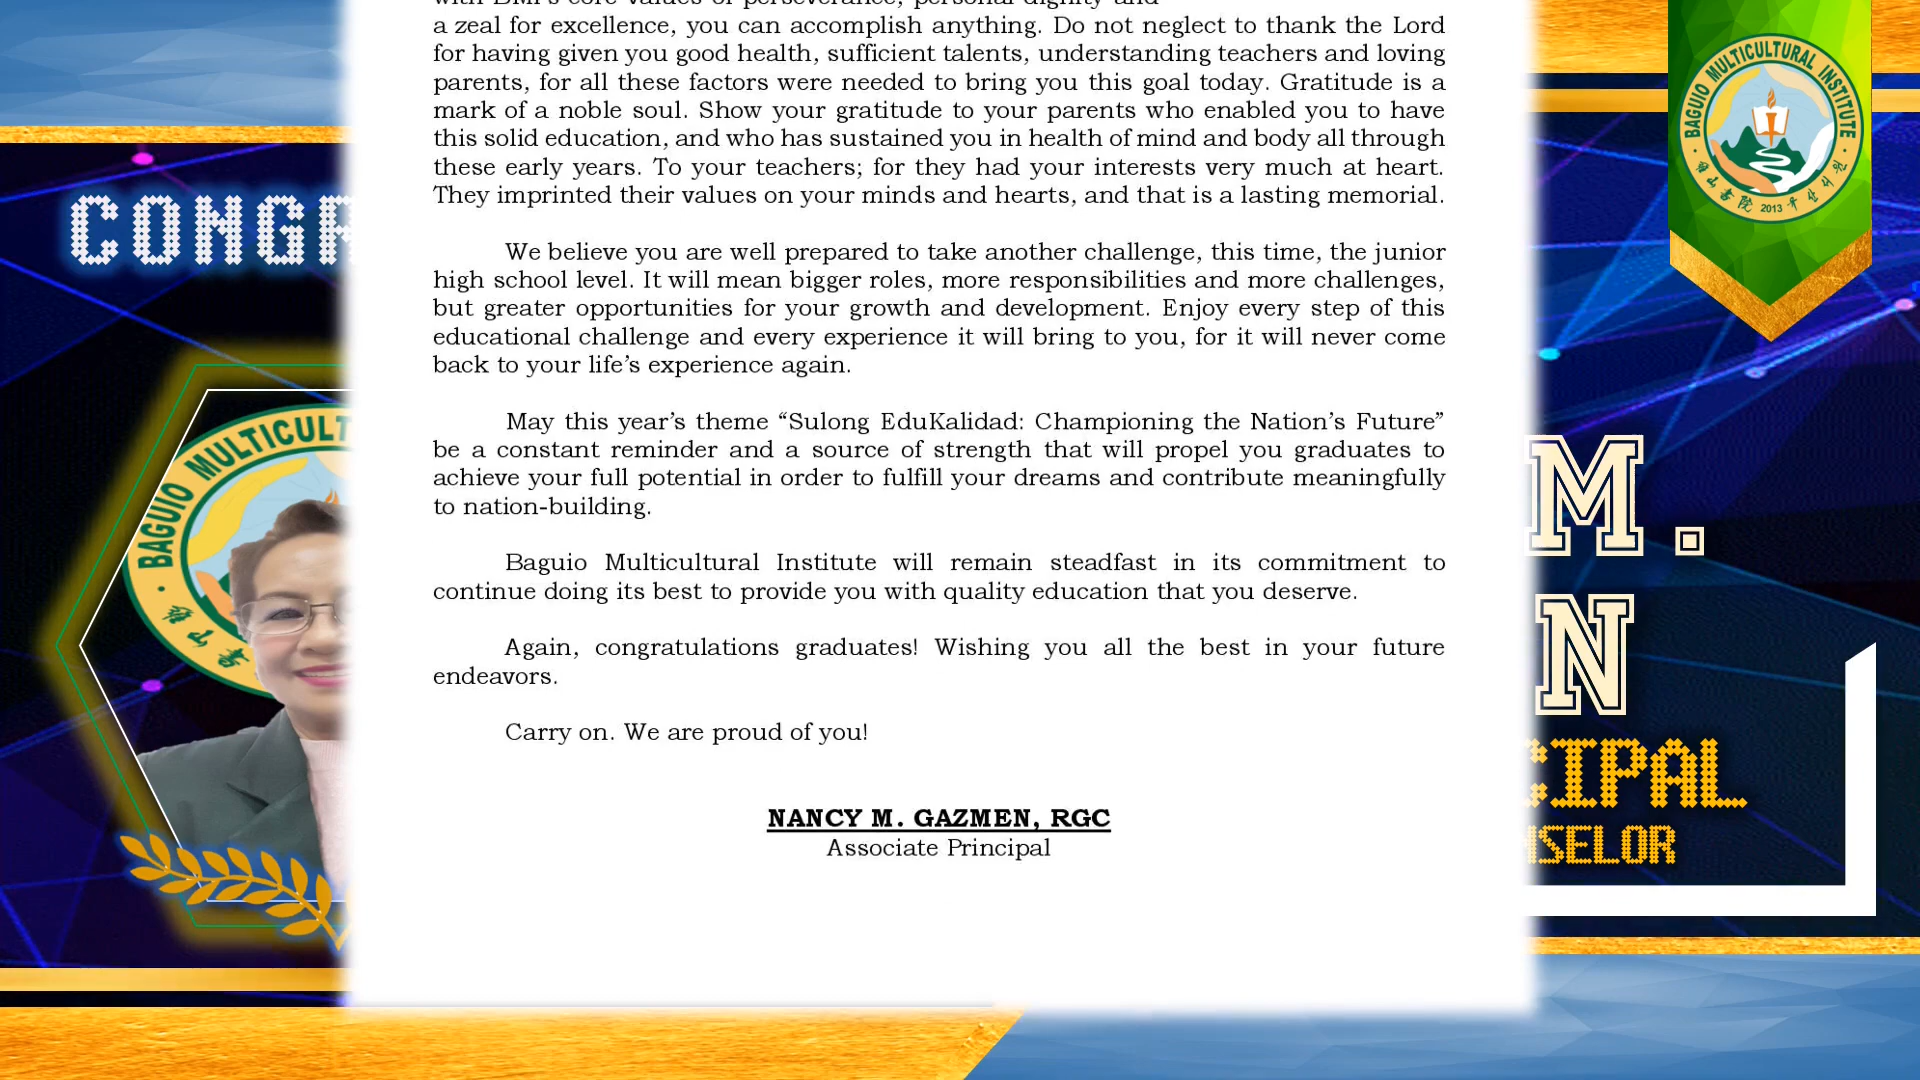 with BMI's core values of perseverance, personal dignity and
a zeal for excellence, you can accomplish anything. Do not neglect to thank the Lord
for having given you good health, sufficient talents, understanding teachers and loving
parents, for all these factors were needed to bring you this goal today. Gratitude is a
mark of a noble soul. Show your gratitude to your parents who enabled you to have
this solid education, and who has sustained you in health of mind and body all through
these early years. To your teachers; for they had your interests very much at heart.
They imprinted their values on your minds and hearts, and that is a lasting memorial.
We believe you are well prepared to take another challenge, this time, the junior
high school level. It will mean bigger roles, more responsibilities and more challenges,
but greater opportunities for your growth and development. Enjoy every step of this
educational challenge and every experience it will bring to you, for it will never come
back to your life’s experience again.
May this year’s theme “Sulong EduKalidad: Championing the Nation’s Future”
be a constant reminder and a source of strength that will propel you graduates to
achieve your full potential in order to fulfill your dreams and contribute meaningfully
to nation-building.
Baguio Multicultural Institute will remain steadfast in its commitment to
continue doing its best to provide you with quality education that you deserve.
Again, congratulations graduates! Wishing you all the best in your future
endeavors.
Carry on. We are proud of you!
NANCY M. GAZMEN, RGC
Associate Principal
CONGR
BAGUIO MULTICULT
M.
N
CIPAL
NSELOR
BAGUIO MULTICULTURAL INSTITUTE
2013